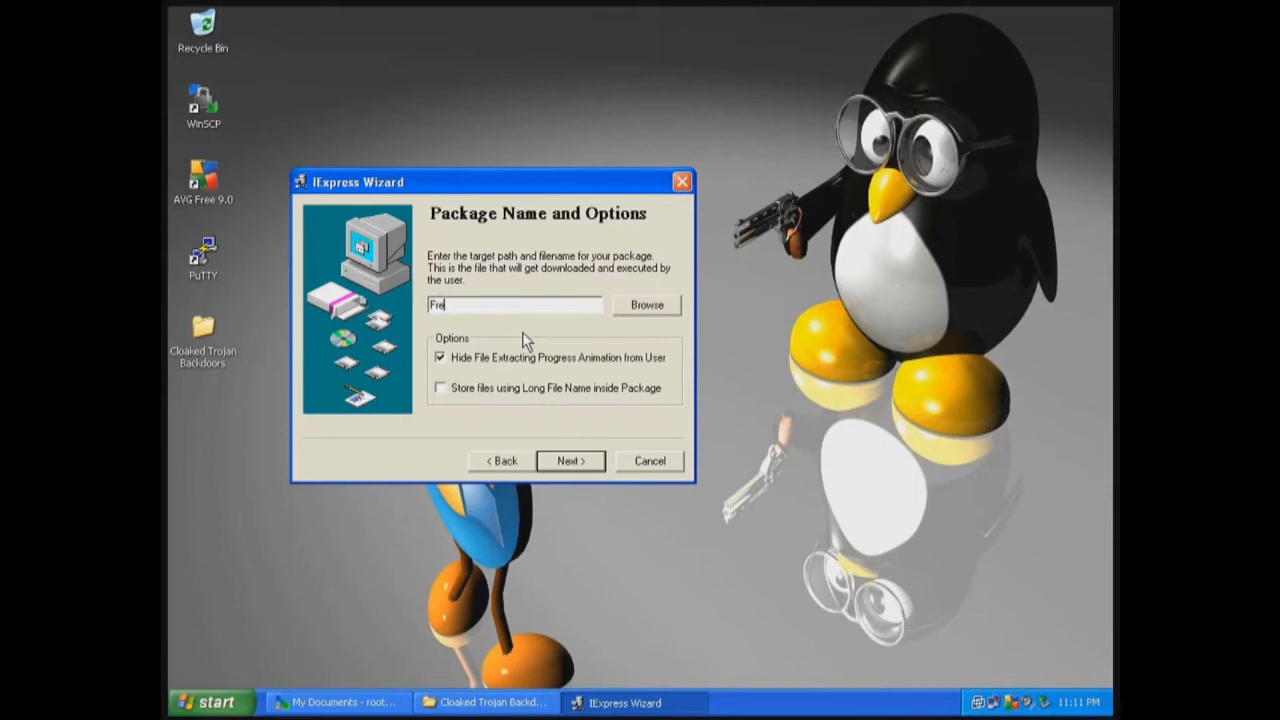 Recycle Bin
WinSCP
AVG Free 9.0
PuTTY
Cloaked Trojan
Backdoors
IExpress Wizard
Package Name and Options
Enter the target path and filename for your package.
This is the file that will get downloaded and executed by
the user.
Fre
Browse
Options
Hide File Extracting Progress Animation from User
Store files using Long File Name inside Package
< Back
Next >
Cancel
start
My Documents - root...
Cloaked Trojan Backd...
IExpress Wizard
11:11 PM